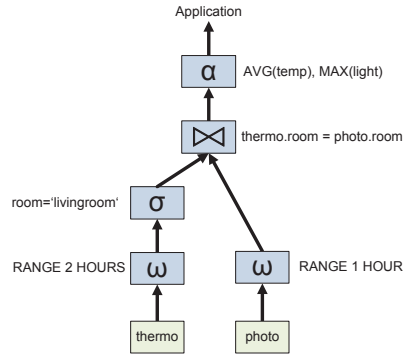 Application
α
AVG(temp), MAX(light)
⋈
thermo.room = photo.room
room=‘livingroom‘
σ
RANGE 2 HOURS
ω
ω
RANGE 1 HOUR
thermo
photo